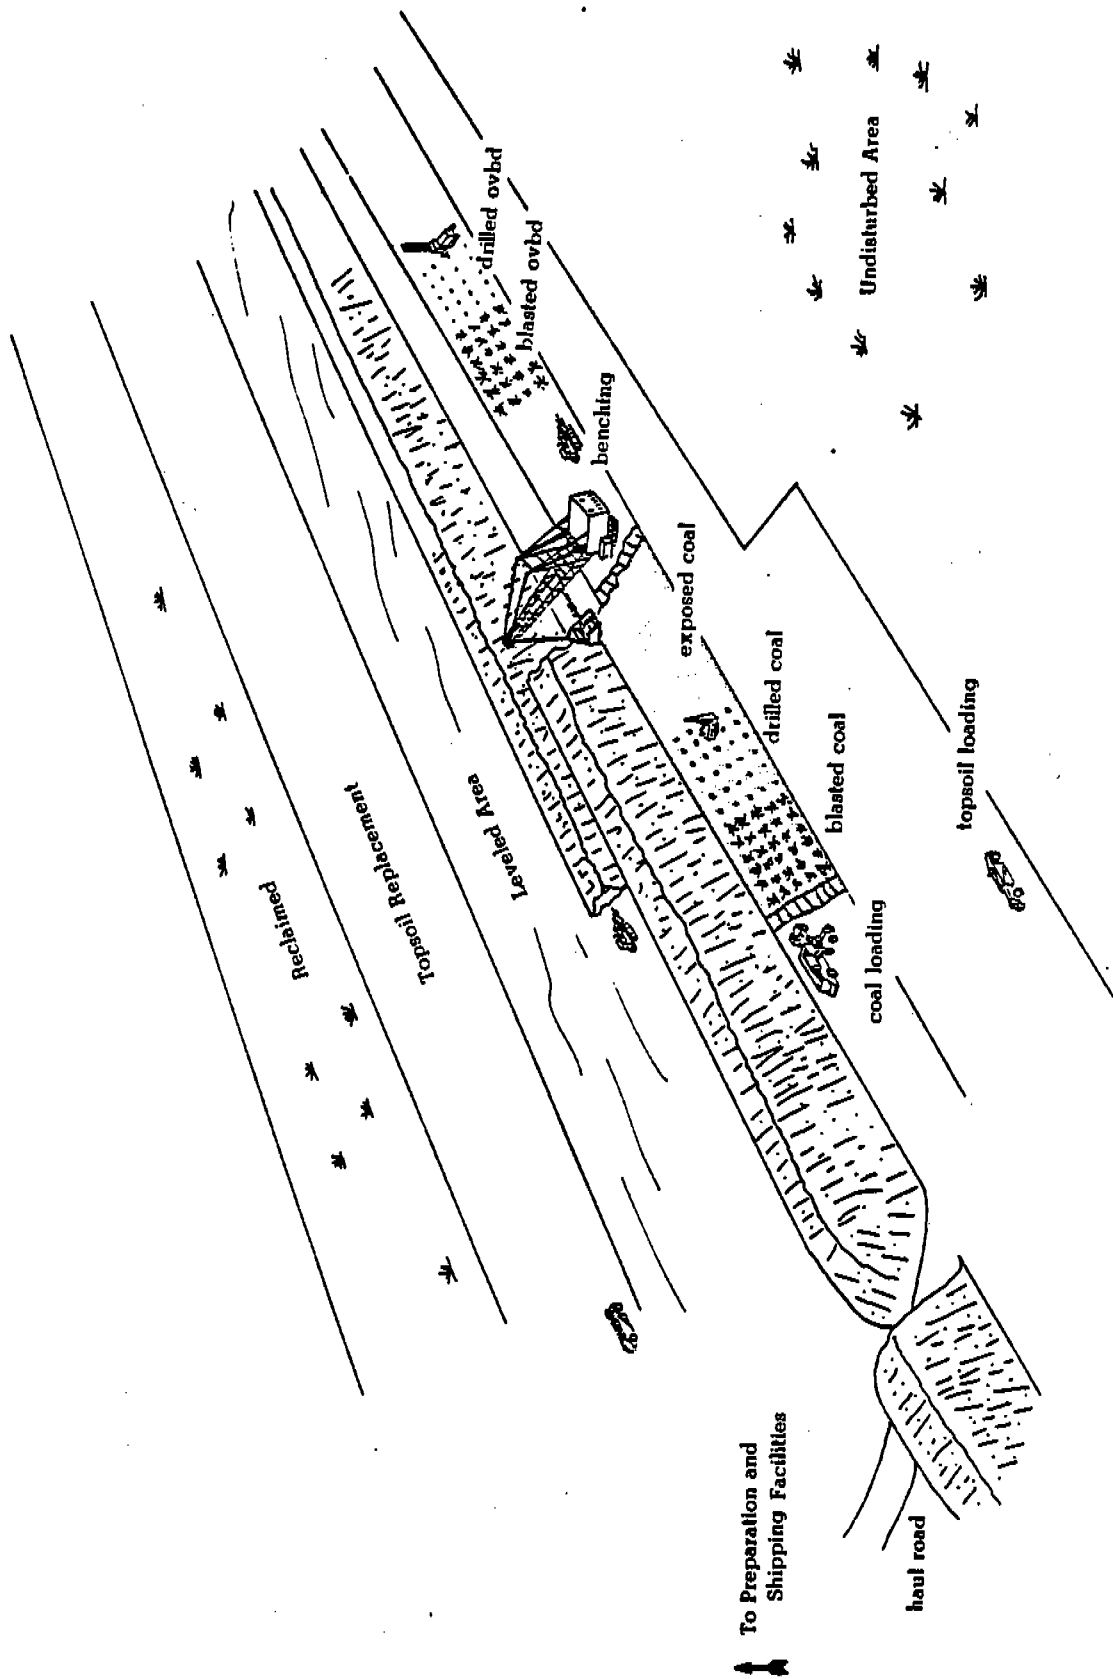 Reclaimed
Topsoil Replacement
Leveled Area
drilled ovbd
blasted ovbd
benching
Undisturbed Area
exposed coal
drilled coal
blasted coal
coal loading
topsoil loading
To Preparation and
Shipping Facilities
haul road